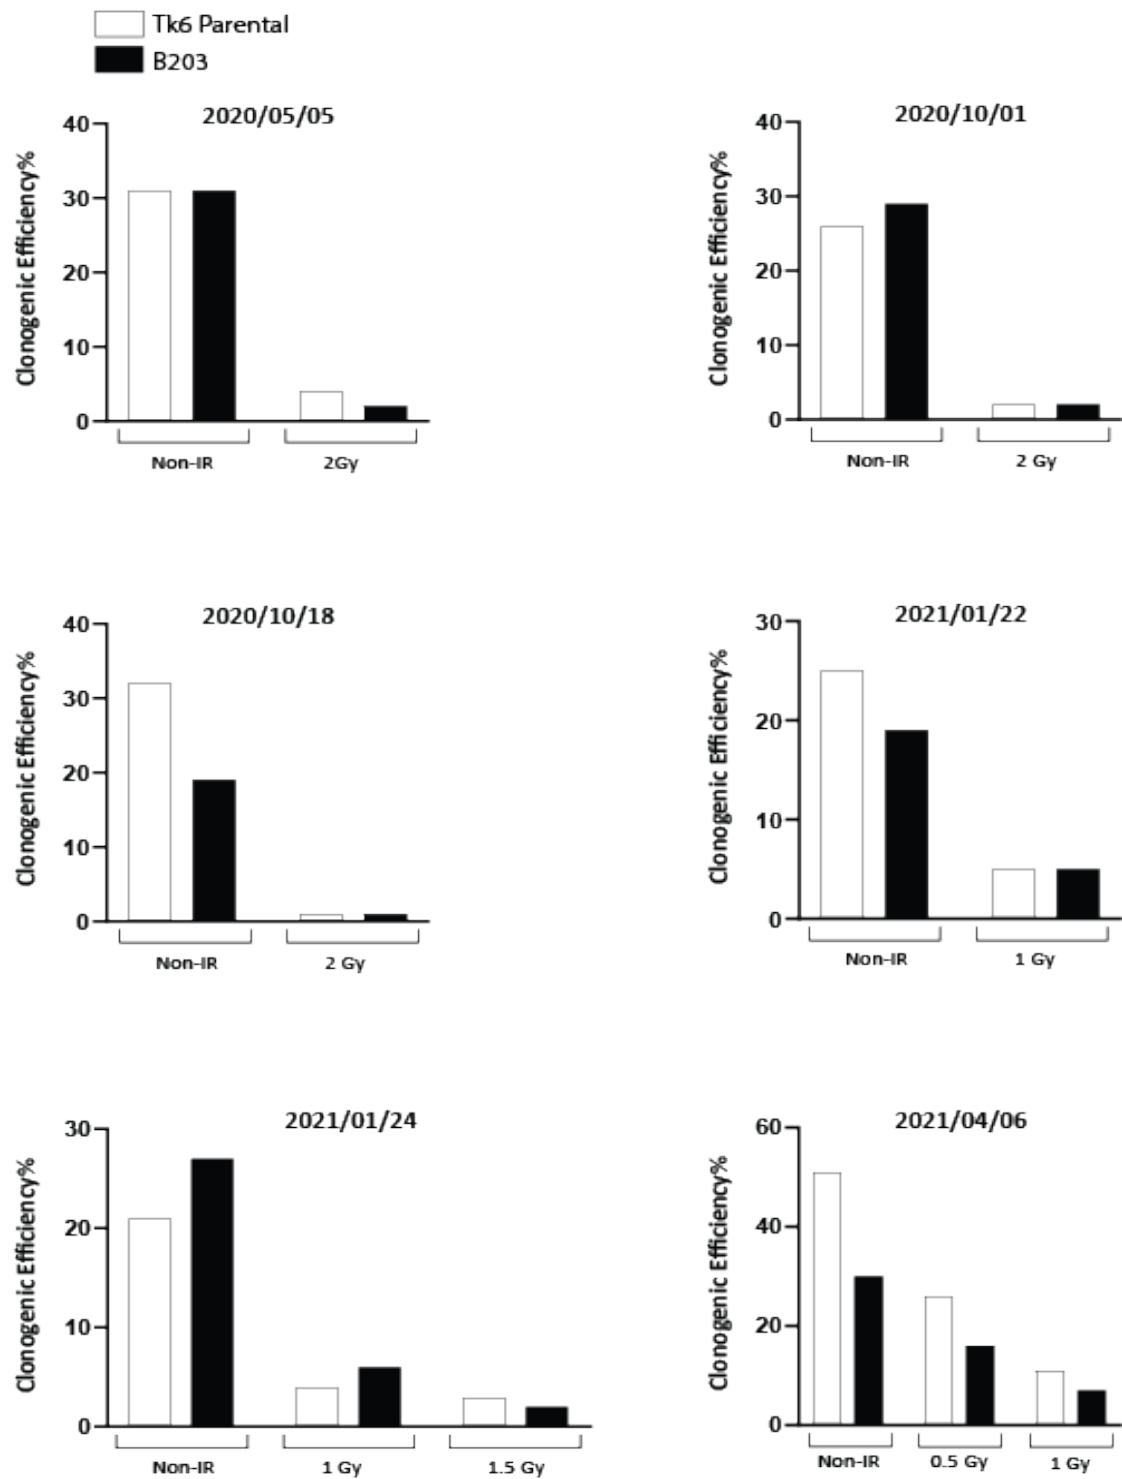 Tk6 Parental
B203
2020/05/05
Clonogenic Efficiency%
40
30
20
10
0
Non-IR
2Gy
2020/10/01
Clonogenic Efficiency%
40
30
20
10
0
Non-IR
2 Gy
2020/10/18
Clonogenic Efficiency%
40
30
20
10
0
Non-IR
2 Gy
2021/01/22
Clonogenic Efficiency%
30
20
10
0
Non-IR
1 Gy
2021/01/24
Clonogenic Efficiency%
30
20
10
0
Non-IR
1 Gy
1.5 Gy
2021/04/06
Clonogenic Efficiency%
60
40
20
0
Non-IR
0.5 Gy
1 Gy